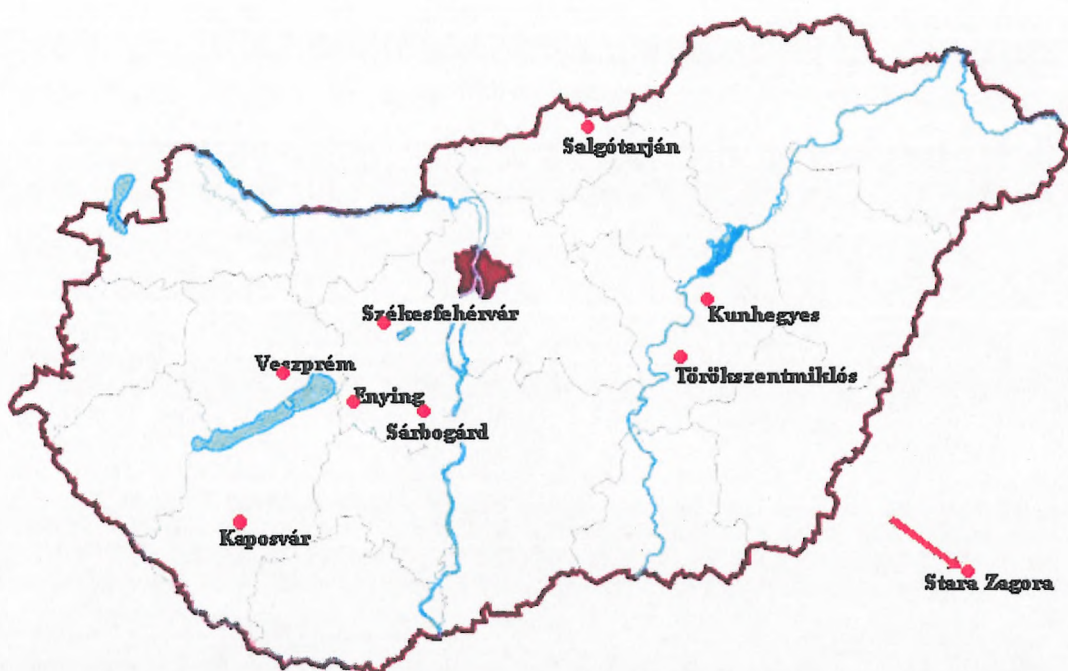 Salgótarján
Székesfehérvár
Kunhegyes
Veszprém
Törökszentmiklós
Enying
Sárbogárd
Kaposvár
Stara Zagora